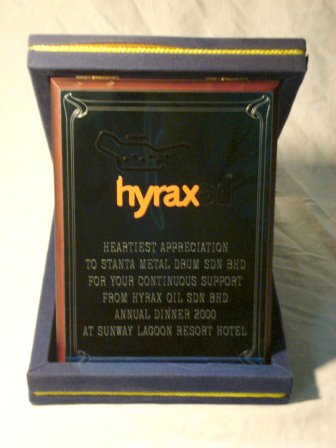 hyrax oil
HEARTIEST APPRECIATION
TO STANTA METAL DRUM SDN BHD
FOR YOUR CONTINUOUS SUPPORT
FROM HYRAX OIL SDN BHD
ANNUAL DINNER 2000
AT SUNWAY LAGOON RESORT HOTEL